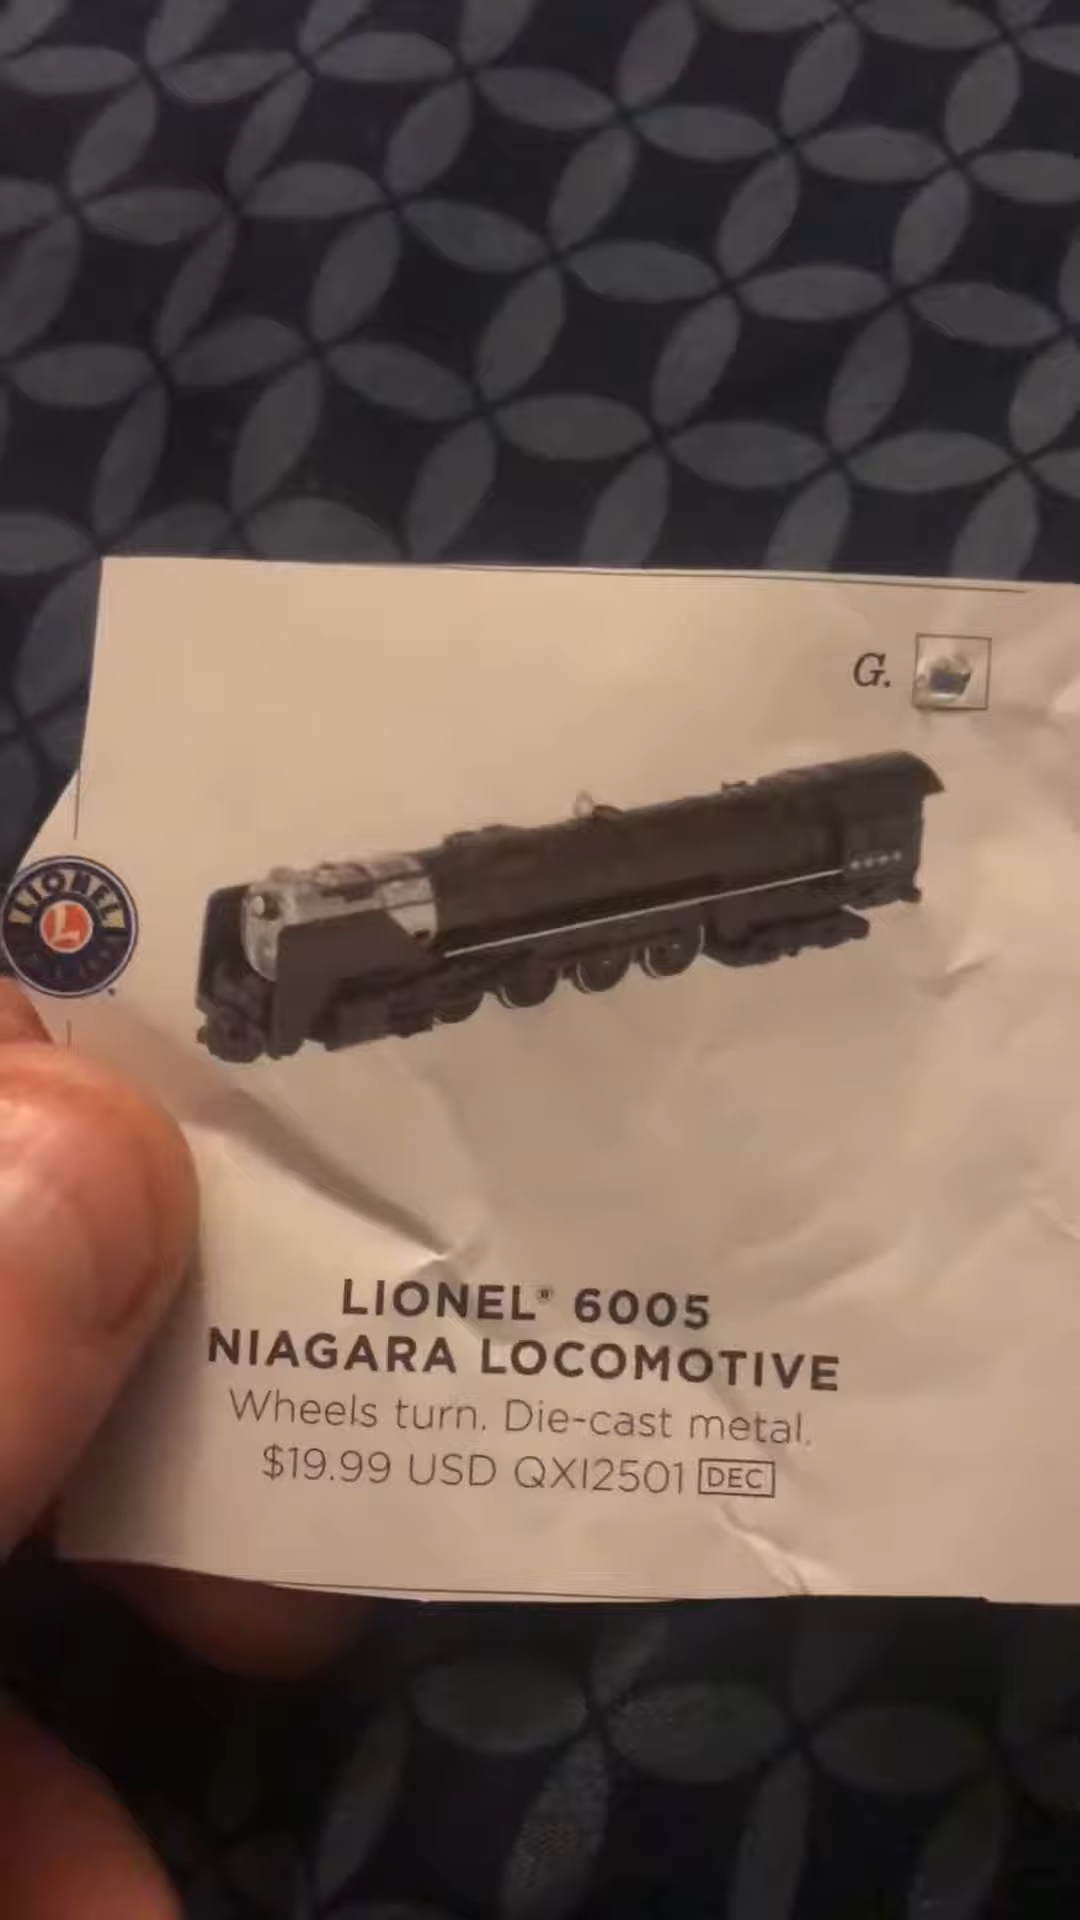 G.
LIONEL
L
LIONEL® 6005
NIAGARA LOCOMOTIVE
Wheels turn. Die-cast metal.
$19.99 USD QXI2501 DEC